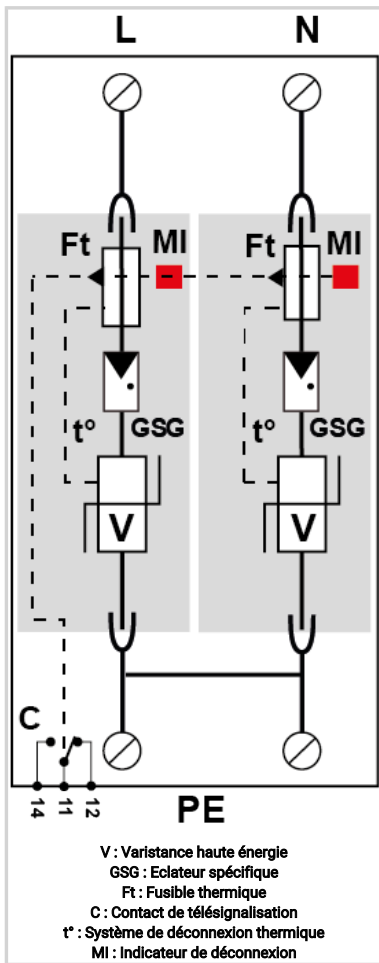 L N
Ft MI Ft MI
t° GSG t° GSG
V V
C
14 11 12
PE
V : Varistance haute énergie
GSG : Eclateur spécifique
Ft : Fusible thermique
C : Contact de télésignalisation
t° : Système de déconnexion thermique
MI : Indicateur de déconnexion